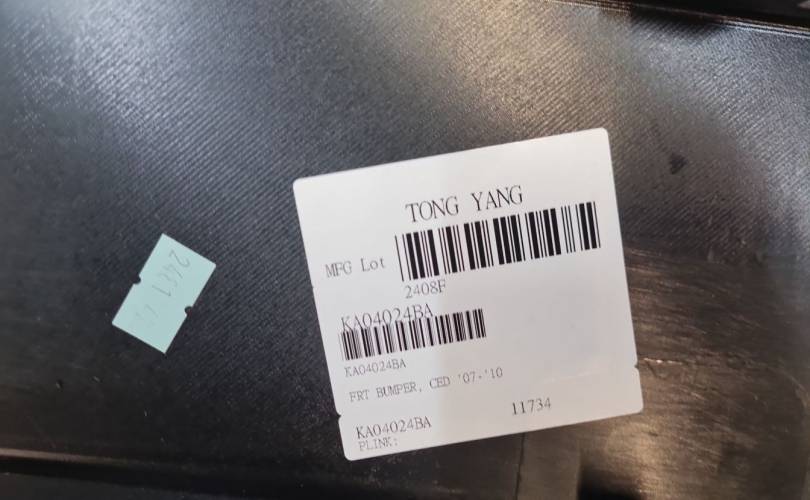 TONG YANG
MFG Lot
2408F
KA04024BA
KA04024BA
FRT BUMPER, CED '07-'10
KA04024BA 11734
PLINK: